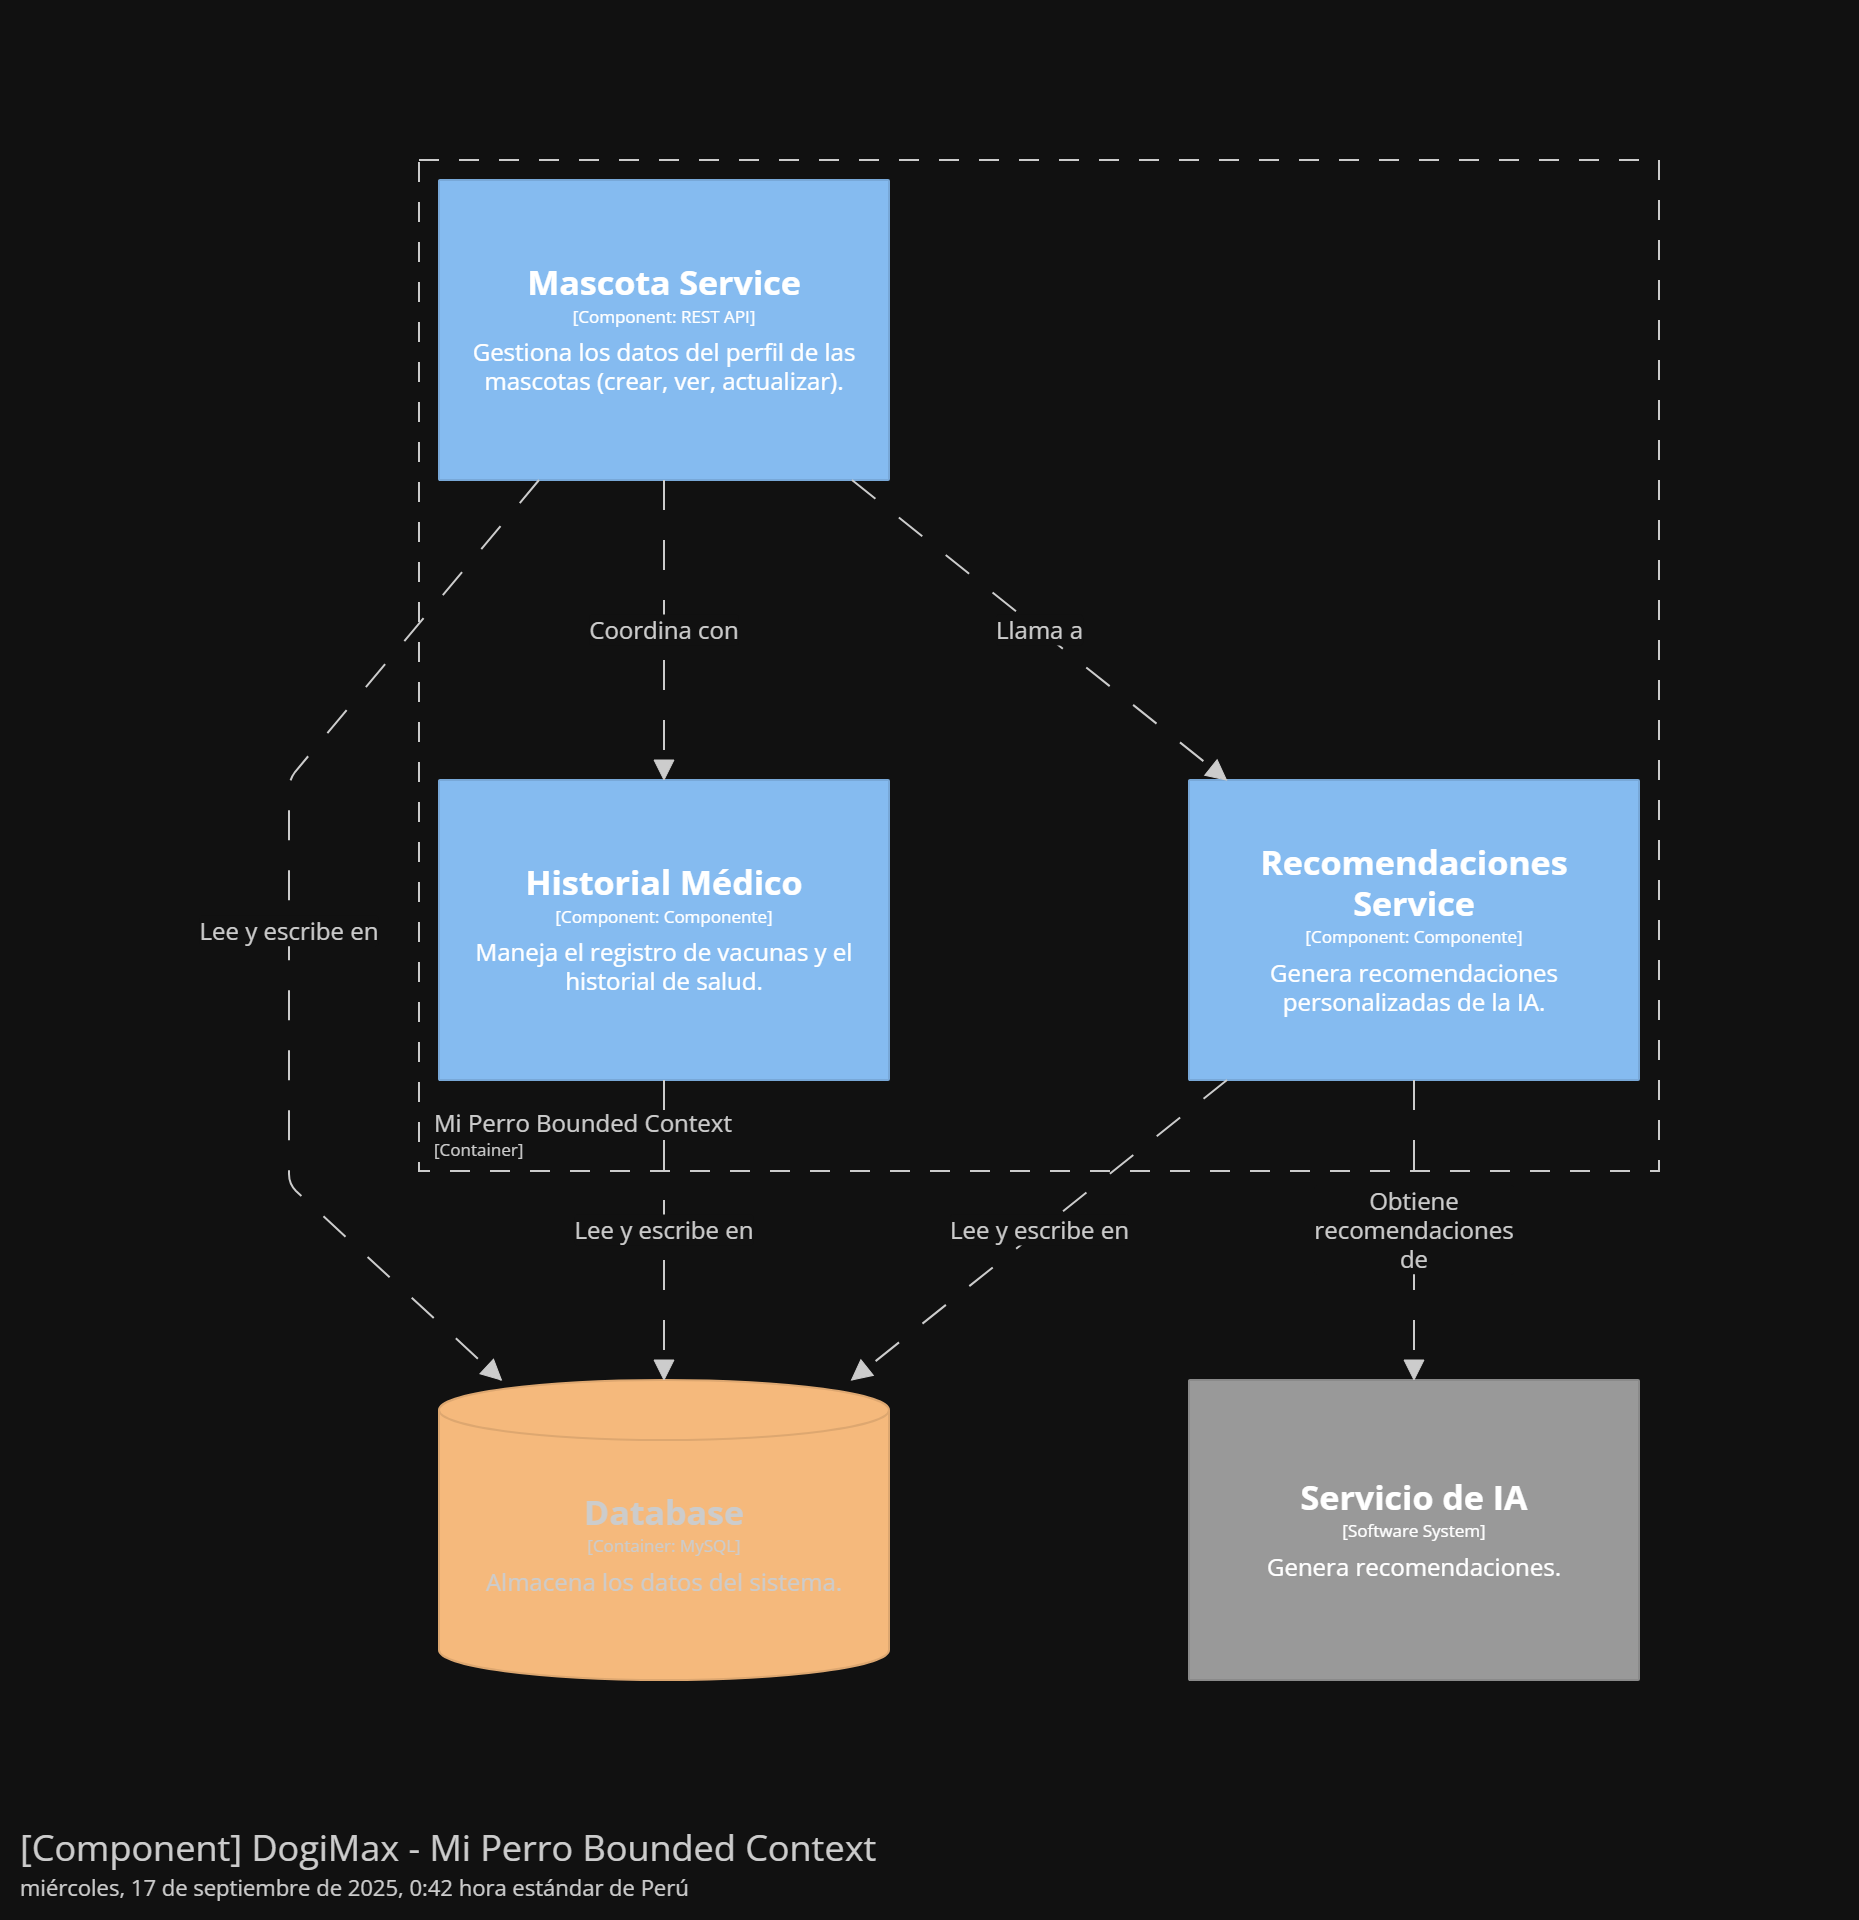 Mascota Service
[Component: REST API]
Gestiona los datos del perfil de las
mascotas (crear, ver, actualizar).
Coordina con
Llama a
Lee y escribe en
Historial Médico
[Component: Componente]
Maneja el registro de vacunas y el
historial de salud.
Recomendaciones
Service
[Component: Componente]
Genera recomendaciones
personalizadas de la IA.
Mi Perro Bounded Context
[Container]
Lee y escribe en
Lee y escribe en
Obtiene
recomendaciones
de
Database
[Container: MySQL]
Almacena los datos del sistema.
Servicio de IA
[Software System]
Genera recomendaciones.
[Component] DogiMax - Mi Perro Bounded Context
miércoles, 17 de septiembre de 2025, 0:42 hora estándar de Perú